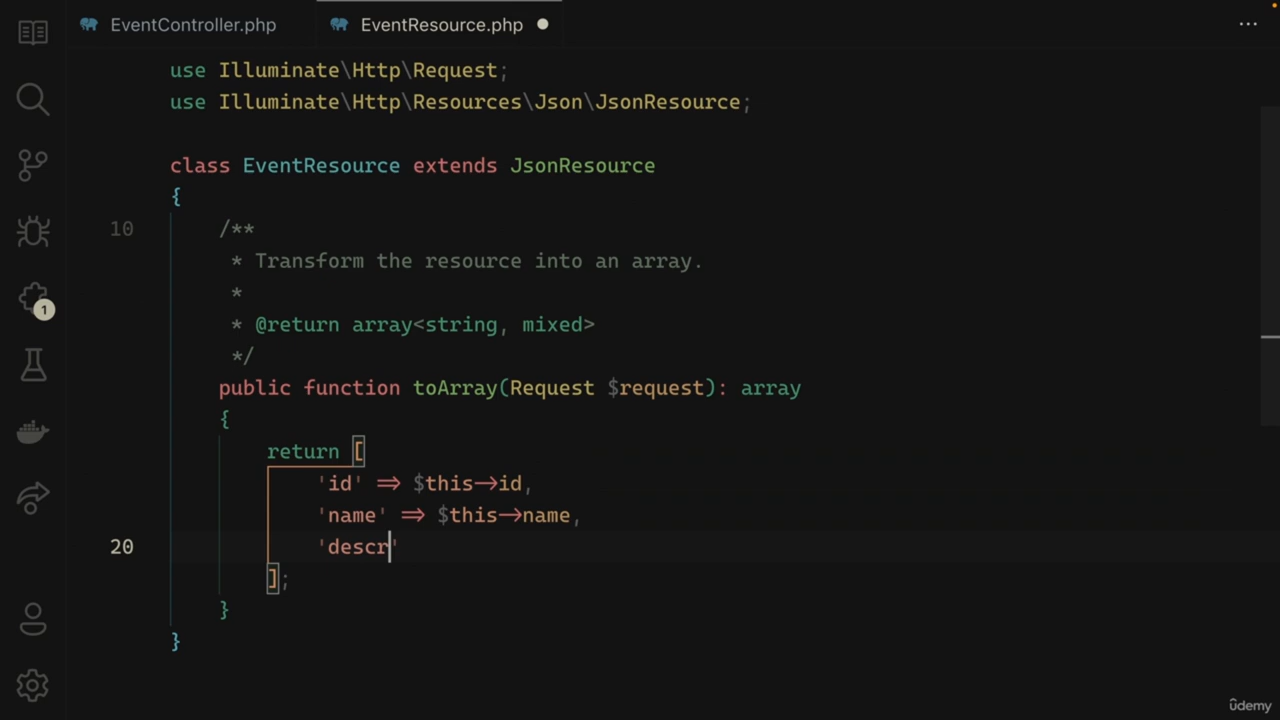 EventController.php EventResource.php
use Illuminate\Http\Request;
use Illuminate\Http\Resources\Json\JsonResource;
class EventResource extends JsonResource
{
10 /**
* Transform the resource into an array.
*
* @return array<string, mixed>
*/
public function toArray(Request $request): array
{
return [
'id' => $this->id,
'name' => $this->name,
20 'descr'
];
}
}
1
udemy